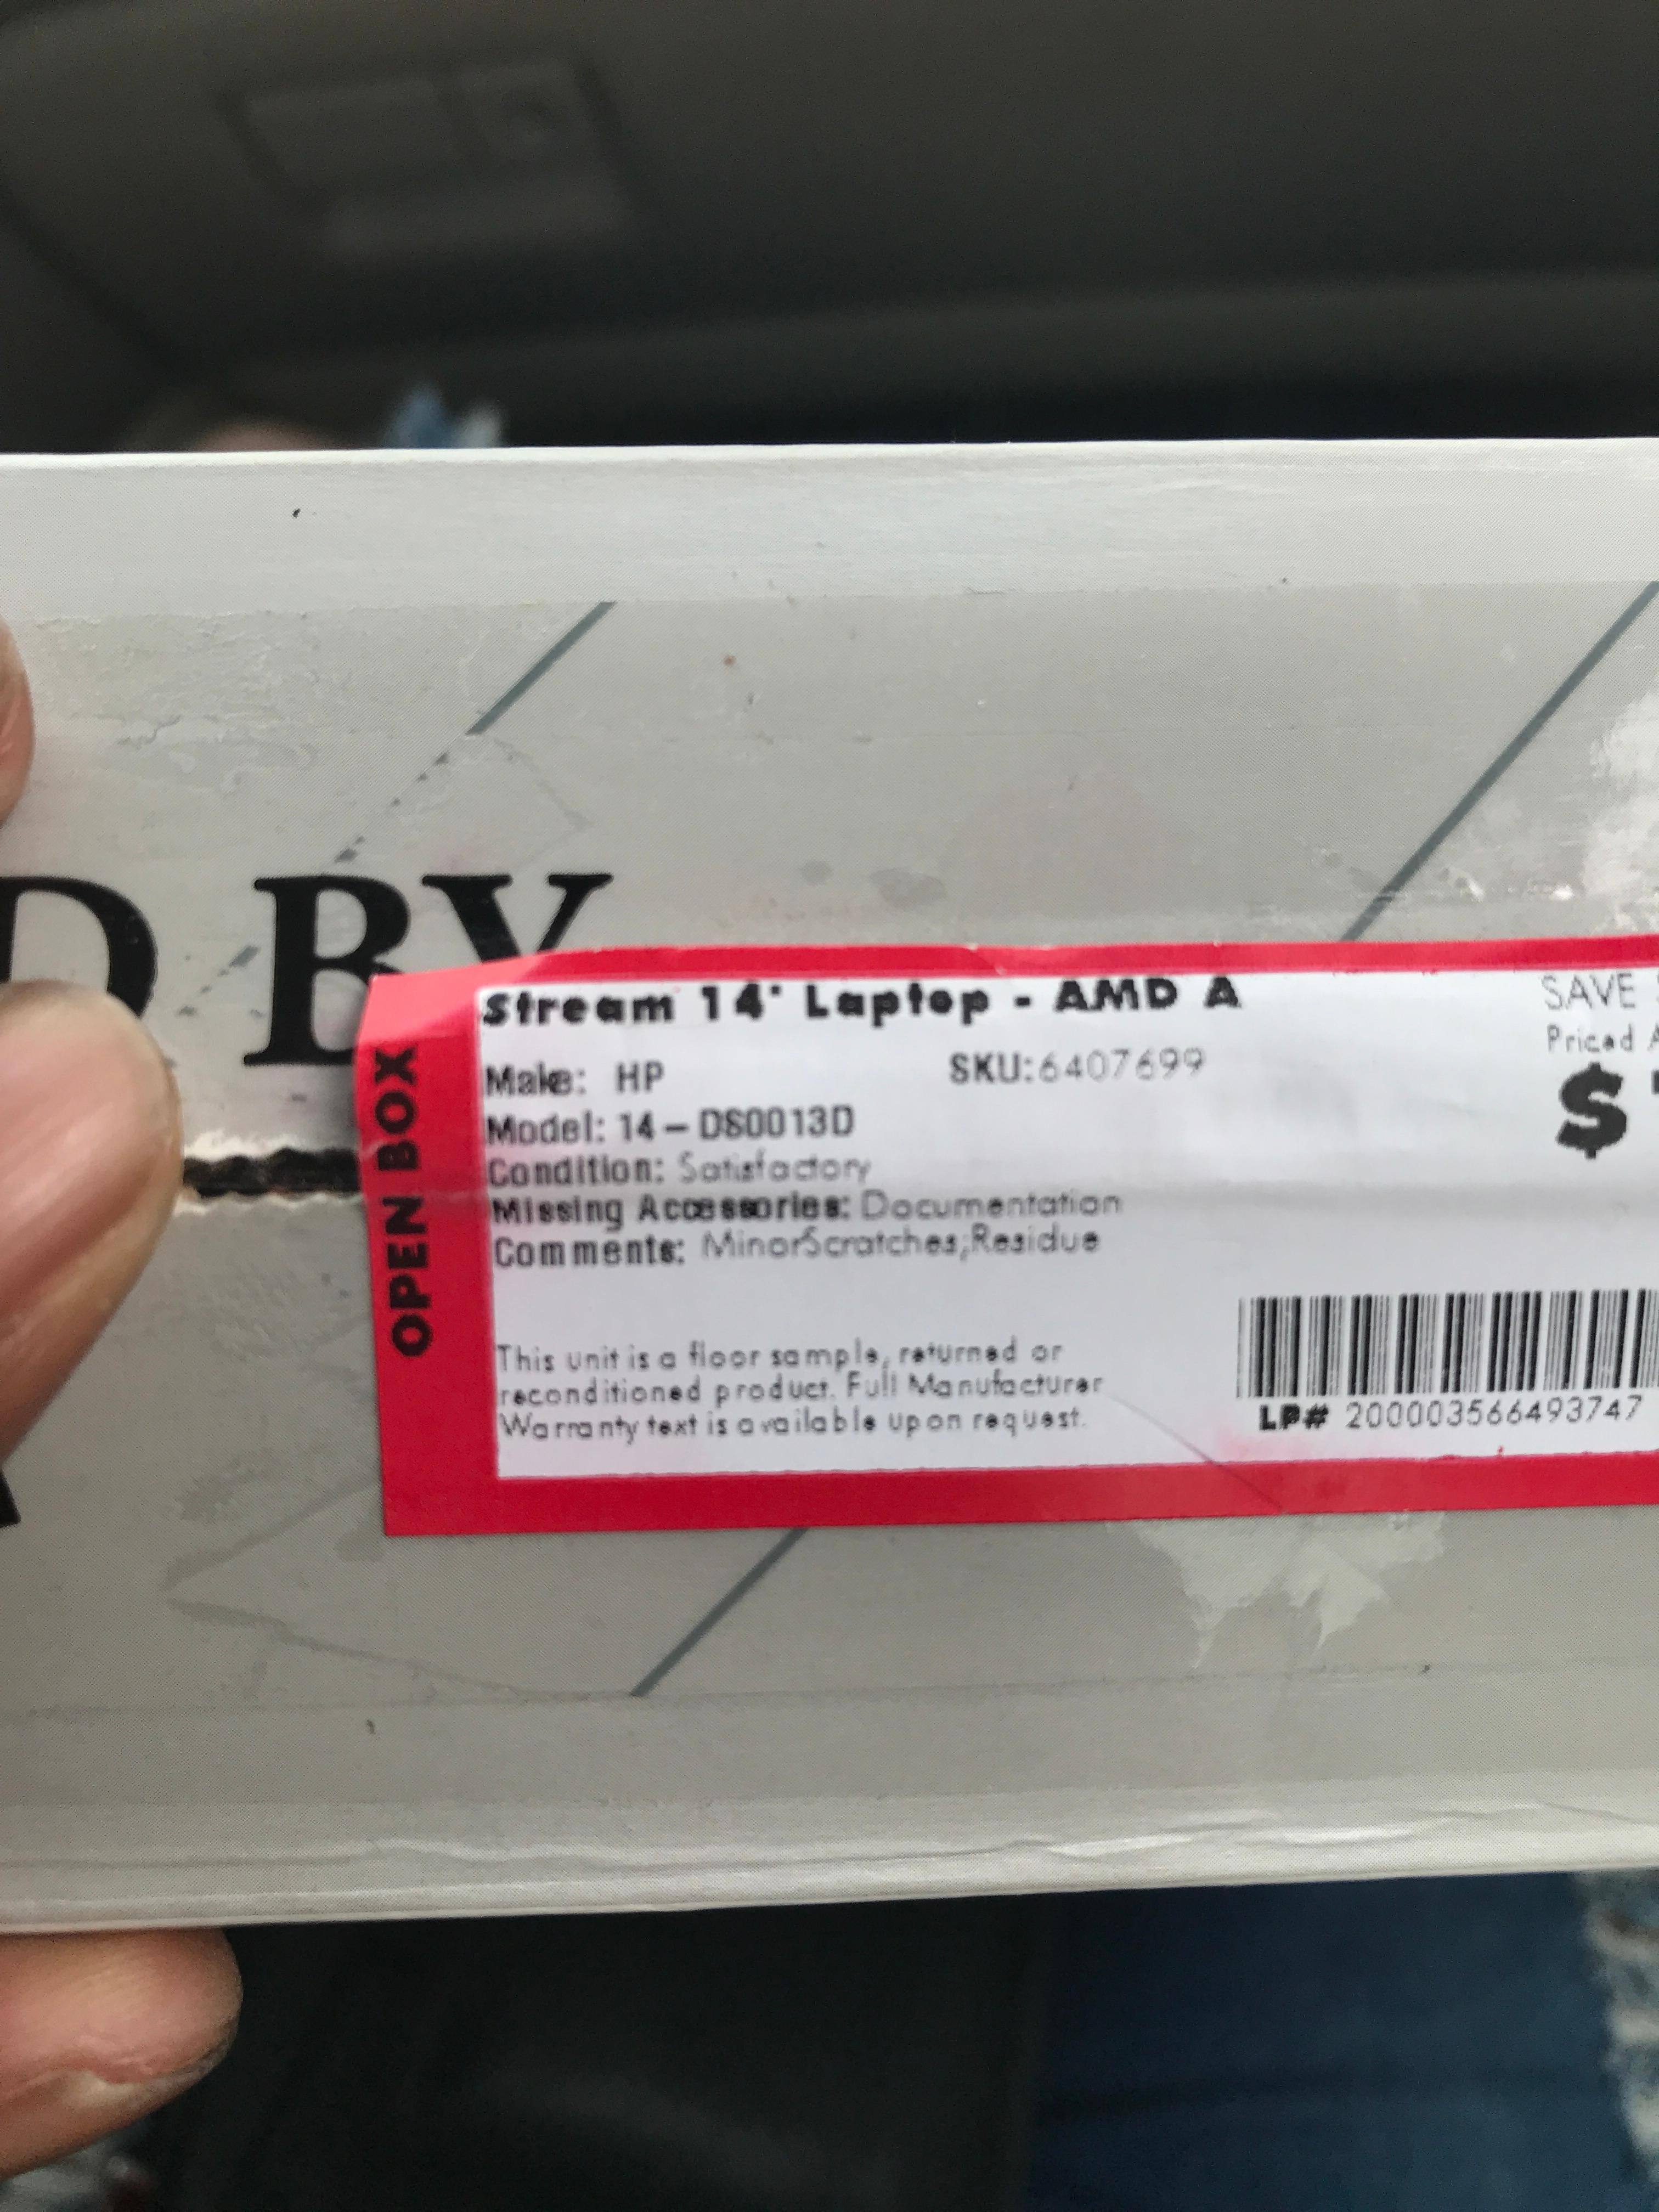 D BY
Stream 14" Laptop - AMD A
SAVE
Priced A
Make: HP
SKU:6407699
$
Model: 14-DS0013D
Condition: Satisfactory
Missing Accessories: Documentation
Comments: MinorScratches;Residue
OPEN BOX
This unit is a floor sample, returned or
reconditioned product. Full Manufacturer
Warranty text is available upon request.
LP# 200003566493747